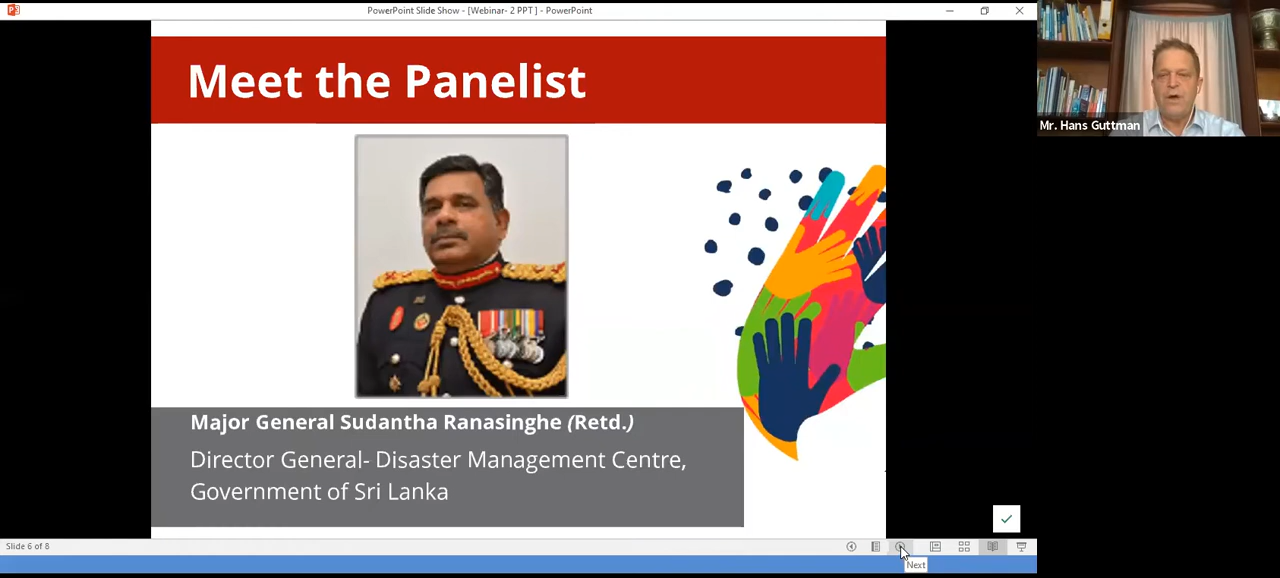 PowerPoint Slide Show - [Webinar- 2 PPT ] - PowerPoint
Meet the Panelist
Mr. Hans Guttman
Major General Sudantha Ranasinghe (Retd.)
Director General- Disaster Management Centre,
Government of Sri Lanka
Slide 6 of 8
Next